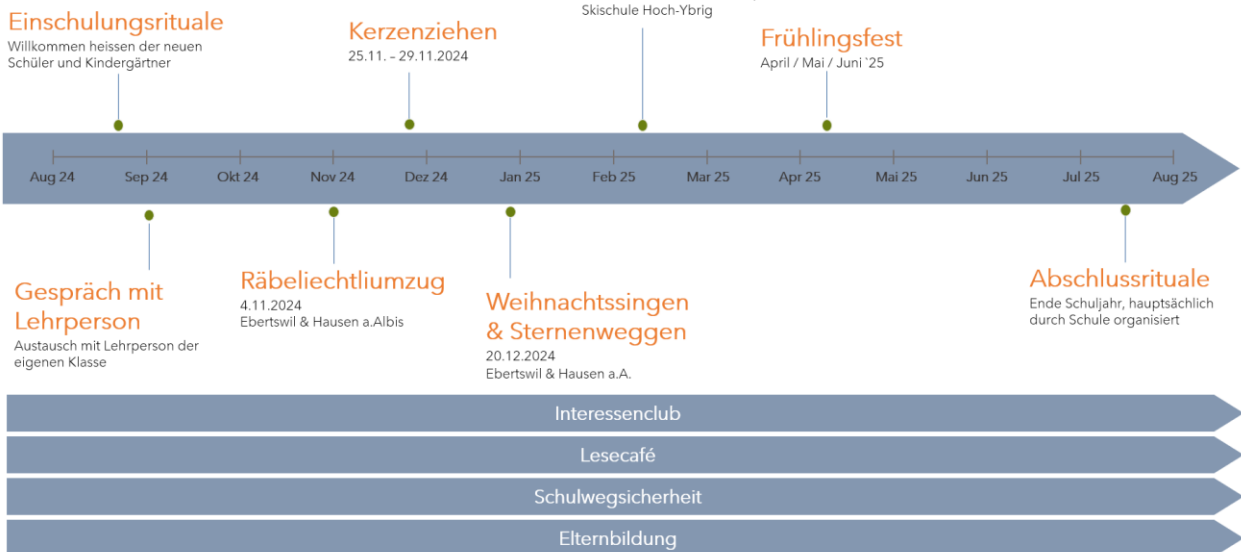 Skischule Hoch-Ybrig
Einschulungsrituale
Willkommen heissen der neuen
Schüler und Kindergärtner
Kerzenziehen
25.11. - 29.11.2024
Frühlingsfest
April / Mai / Juni `25
Aug 24
Sep 24
Okt 24
Nov 24
Dez 24
Jan 25
Feb 25
Mar 25
Apr 25
Mai 25
Jun 25
Jul 25
Aug 25
Gespräch mit
Lehrperson
Austausch mit Lehrperson der
eigenen Klasse
Räbeliechtliumzug
4.11.2024
Ebertswil & Hausen a.Albis
Weihnachtssingen
& Sternenweggen
20.12.2024
Ebertswil & Hausen a.A.
Abschlussrituale
Ende Schuljahr, hauptsächlich
durch Schule organisiert
Interessenclub
Lesecafé
Schulwegsicherheit
Elternbildung